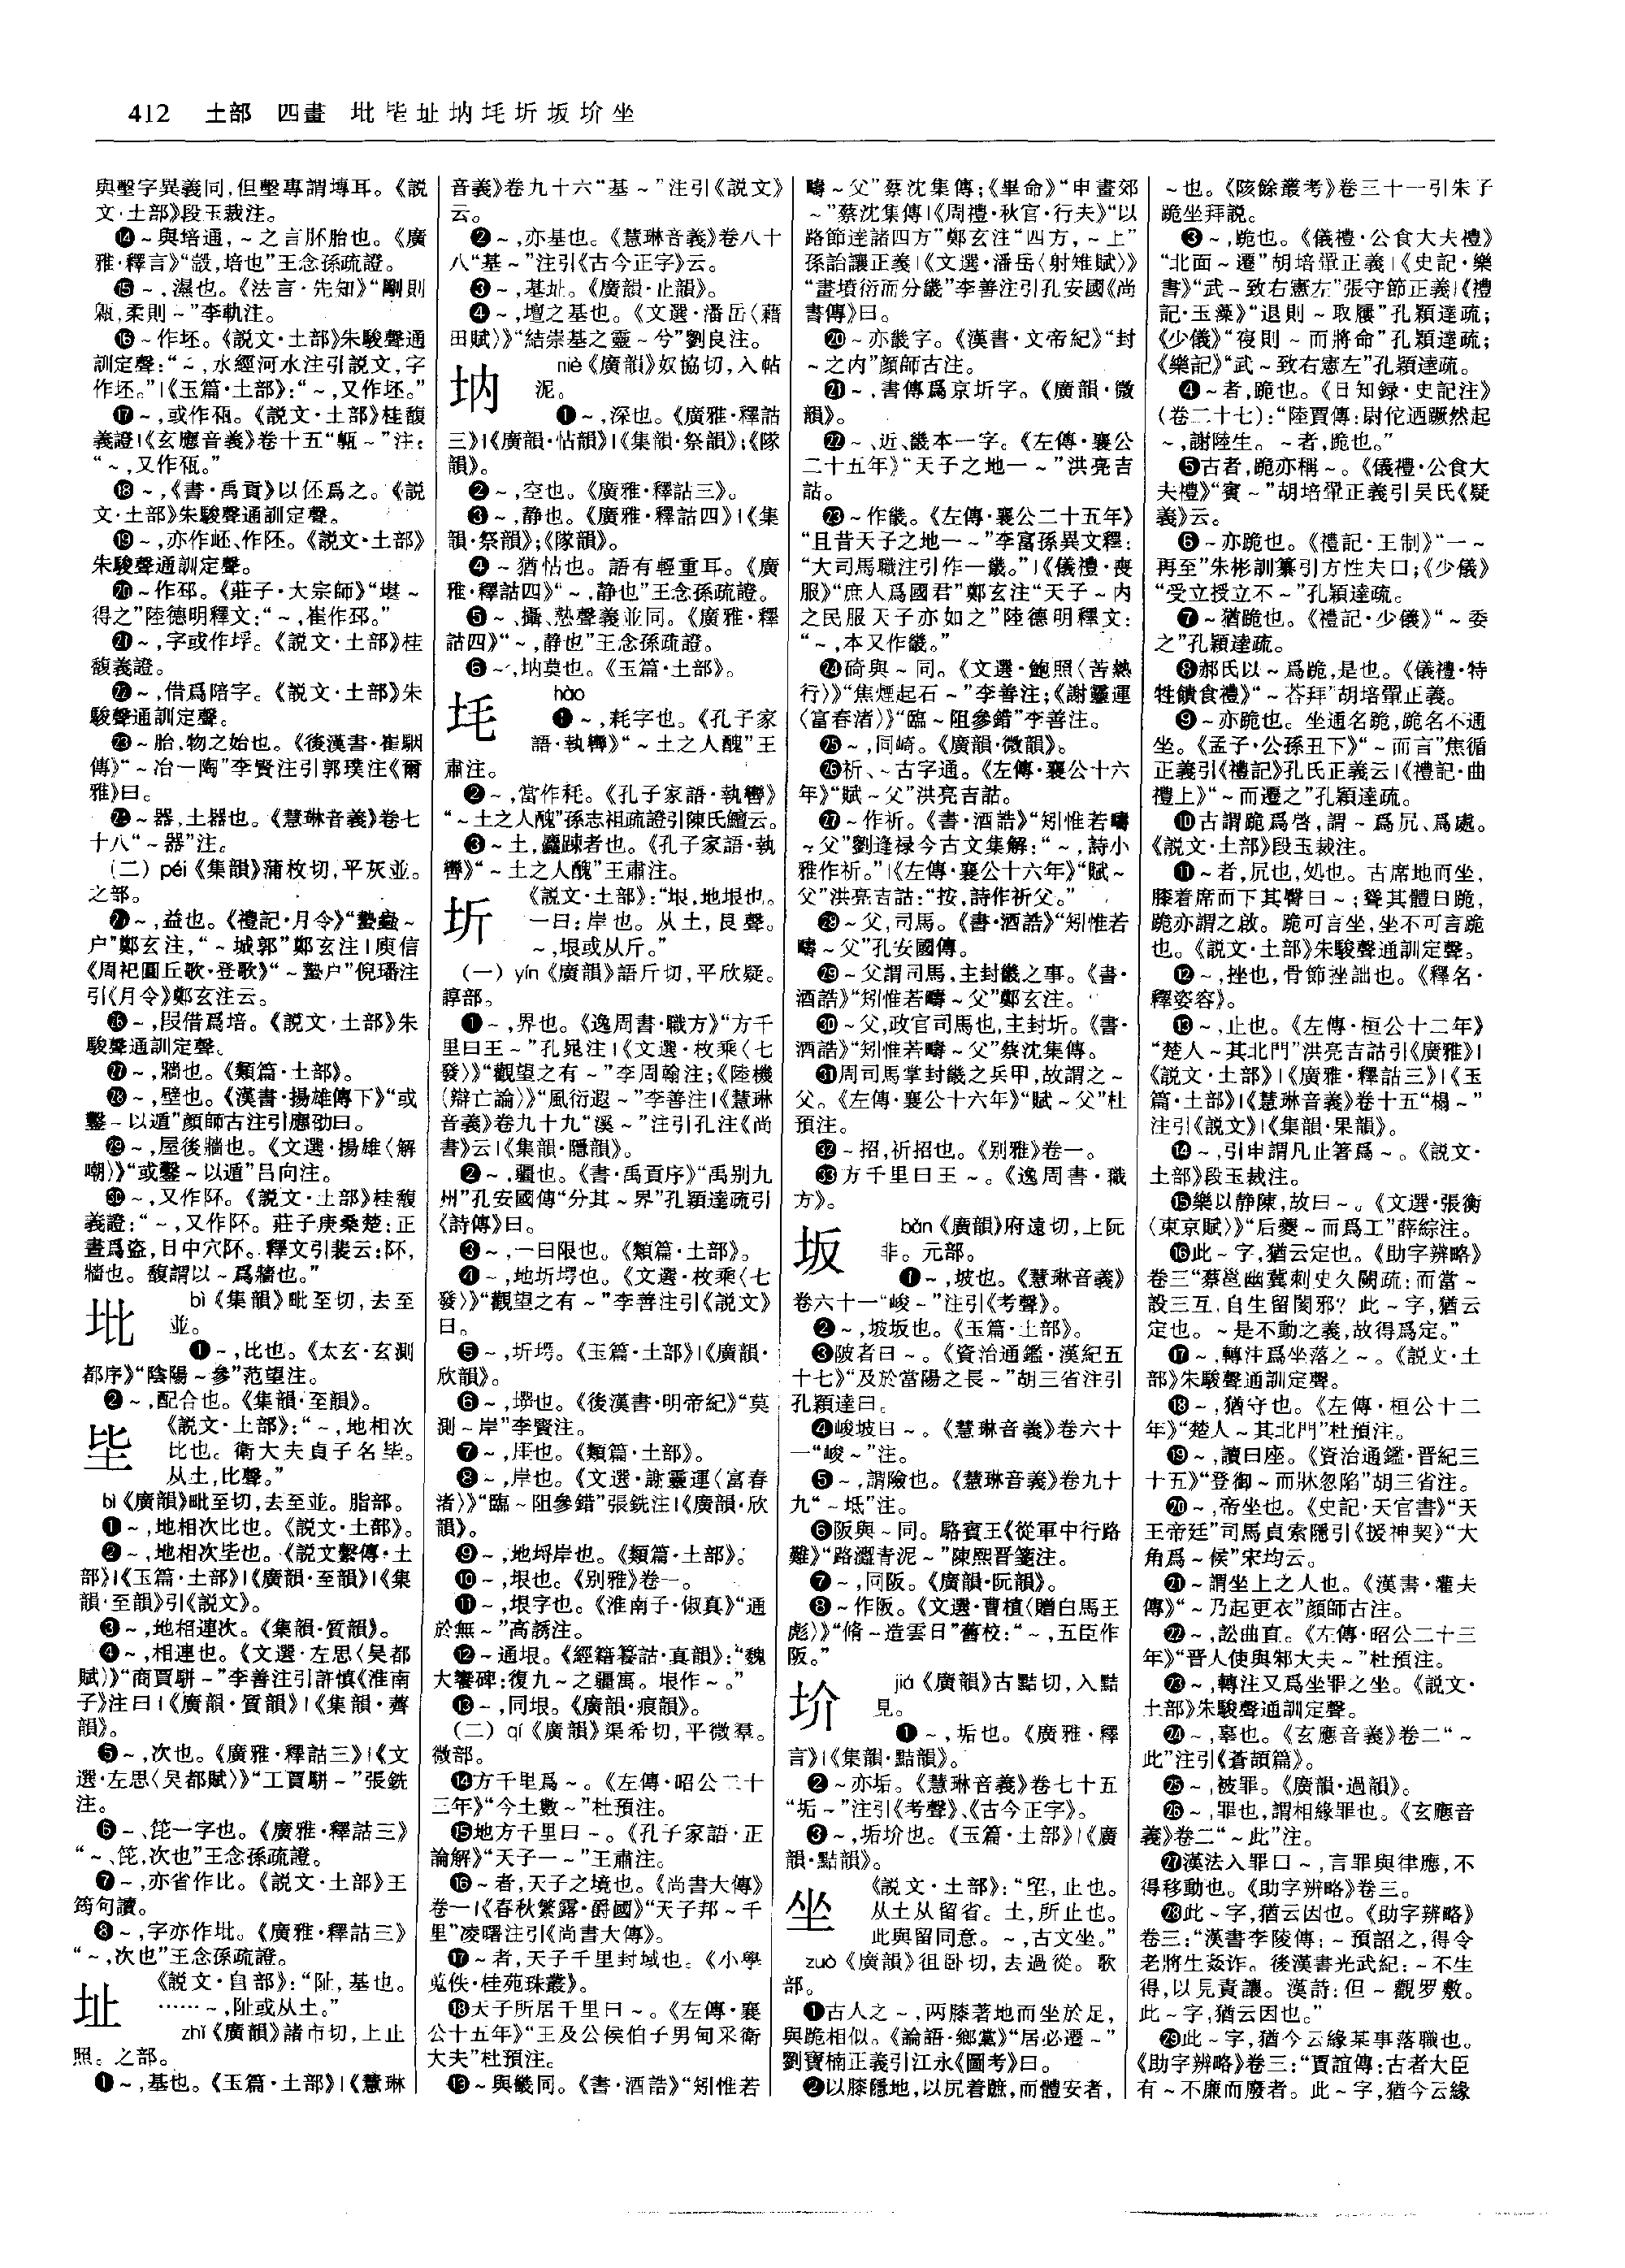 412 土部 四畫 坒𡊄址㘨𡉸圻坂圿坐
與墼字異義同,但墼專謂塼耳。《説
文·土部》段玉裁注。
⓮~與培通,~之言胚胎也。《廣
雅·釋言》“㱿,培也”王念孫疏證。
⓯~,濕也。《法言·先知》“剛則
甈,柔則~”李軌注。
⓰~作坯。《説文·土部》朱駿聲通
訓定聲:“~,水經河水注引説文,字
作坯。”|《玉篇·土部》:“~,又作坯。”
⓱~,或作㼎。《説文·土部》桂馥
義證|《玄應音義》卷十五“瓨~”注:
“~,又作㼎。”
⓲~,《書·禹貢》以伾爲之。《説
文·土部》朱駿聲通訓定聲。
⓳~,亦作岯、作阫。《説文·土部》
朱駿聲通訓定聲。
⓴~作邳。《莊子·大宗師》“堪~
得之”陸德明釋文:“~,崔作邳。”
㉑~,字或作垺。《説文·土部》桂
馥義證。
㉒~,借爲陪字。《説文·土部》朱
駿聲通訓定聲。
㉓~胎,物之始也。《後漢書·崔駰
傳》“~冶一陶”李賢注引郭璞注《爾
雅》曰。
㉔~器,土器也。《慧琳音義》卷七
十八“~器”注。
(二)péi《集韻》蒲枚切,平灰並。
之部。
㉕~,益也。《禮記·月令》“蟄蟲~
户”鄭玄注,“~城郭”鄭玄注|庾信
《周祀圓丘歌·登歌》“~蟄户”倪璠注
引《月令》鄭玄注云。
㉖~,叚借爲培。《説文·土部》朱
駿聲通訓定聲。
㉗~,牆也。《類篇·土部》。
㉘~,壁也。《漢書·揚雄傳下》“或
鑿~以遁”顔師古注引應劭曰。
㉙~,屋後牆也。《文選·揚雄〈解
嘲〉》“或鑿~以遁”吕向注。
㉚~,又作阫。《説文·土部》桂馥
義證:“~,又作阫。莊子庚桑楚:正
晝爲盗,日中穴阫。釋文引裴云:阫,
牆也。馥謂以~爲牆也。”
坒 bì《集韻》毗至切,去至
並。
❶~,比也。《太玄·玄測
都序》“陰陽~參”范望注。
❷~,配合也。《集韻·至韻》。
坒 《説文·土部》:“~,地相次
比也。衛大夫貞子名坒。
从土,比聲。”
bì《廣韻》毗至切,去至並。脂部。
❶~,地相次比也。《説文·土部》。
❷~,地相次坒也。《説文繫傳·土
部》|《玉篇·土部》|《廣韻·至韻》|《集
韻·至韻》引《説文》。
❸~,地相連次。《集韻·質韻》。
❹~,相連也。《文選·左思〈吴都
賦〉》“商賈駢~”李善注引許慎《淮南
子》注曰|《廣韻·質韻》|《集韻·薺
韻》。
❺~,次也。《廣雅·釋詁三》|《文
選·左思〈吴都賦〉》“工賈駢~”張銑
注。
❻~、㲋一字也。《廣雅·釋詁三》
“~、㲋,次也”王念孫疏證。
❼~,亦省作比。《説文·土部》王
筠句讀。
❽~,字亦作坒。《廣雅·釋詁三》
“~,次也”王念孫疏證。
址 《説文·𨸏部》:“阯,基也。
……~,阯或从土。”
zhǐ《廣韻》諸市切,上止
照。之部。
❶~,基也。《玉篇·土部》|《慧琳
音義》卷九十六“基~”注引《説文》
云。
❷~,亦基也。《慧琳音義》卷八十
八“基~”注引《古今正字》云。
❸~,基址。《廣韻·止韻》。
❹~,壇之基也。《文選·潘岳〈藉
田賦〉》“結崇基之靈~兮”劉良注。
㘨 niè《廣韻》奴協切,入帖
泥。
❶~,深也。《廣雅·釋詁
三》|《廣韻·怗韻》|《集韻·祭韻》;《隊
韻》。
❷~,空也。《廣雅·釋詁三》。
❸~,静也。《廣雅·釋詁四》|《集
韻·祭韻》;《隊韻》。
❹~猶怗也。語有輕重耳。《廣
雅·釋詁四》“~,静也”王念孫疏證。
❺~、攝、慹聲義並同。《廣雅·釋
詁四》“~,静也”王念孫疏證。
❻~,㘨莫也。《玉篇·土部》。
𡉸 hào
❶~,耗字也。《孔子家
語·執轡》“~土之人醜”王
肅注。
❷~,當作秏。《孔子家語·執轡》
“~土之人醜”孫志祖疏證引陳氏鱣云。
❸~土,麤踈者也。《孔子家語·執
轡》“~土之人醜”王肅注。
圻 《説文·土部》:“垠,地垠也。
一曰:岸也。从土,艮聲。
~,垠或从斤。”
(一)yín《廣韻》語斤切,平欣疑。
諄部。
❶~,界也。《逸周書·職方》“方千
里曰王~”孔晁注|《文選·枚乘〈七
發〉》“觀望之有~”李周翰注;《陸機
〈辯亡論〉》“風衍遐~”李善注|《慧琳
音義》卷九十九“溪~”注引孔注《尚
書》云|《集韻·隱韻》。
❷~,疆也。《書·禹貢序》“禹别九
州”孔安國傳“分其~界”孔穎達疏引
《詩傳》曰。
❸~,一曰限也。《類篇·土部》。
❹~,地圻堮也。《文選·枚乘〈七
發〉》“觀望之有~”李善注引《説文》
曰。
❺~,圻堮。《玉篇·土部》|《廣韻·
欣韻》。
❻~,堮也。《後漢書·明帝紀》“莫
測~岸”李賢注。
❼~,厓也。《類篇·土部》。
❽~,岸也。《文選·謝靈運〈富春
渚〉》“臨~阻參錯”張銑注|《廣韻·欣
韻》。
❾~,地埒岸也。《類篇·土部》。
❿~,垠也。《别雅》卷一。
⓫~,垠字也。《淮南子·俶真》“通
於無~”高誘注。
⓬~通垠。《經籍籑詁·真韻》:“魏
大饗碑:復九~之疆寓。垠作~。”
⓭~,同垠。《廣韻·痕韻》。
(二)qí《廣韻》渠希切,平微羣。
微部。
⓮方千里爲~。《左傳·昭公二十
三年》“今土數~”杜預注。
⓯地方千里曰~。《孔子家語·正
論解》“天子一~”王肅注。
⓰~者,天子之境也。《尚書大傳》
卷一|《春秋繁露·爵國》“天子邦~千
里”凌曙注引《尚書大傳》。
⓱~者,天子千里封域也。《小學
蒐佚·桂苑珠叢》。
⓲天子所居千里曰~。《左傳·襄
公十五年》“王及公侯伯子男甸采衛
大夫”杜預注。
⓳~與畿同。《書·酒誥》“矧惟若
疇~父”蔡沈集傳;《畢命》“申畫郊
~”蔡沈集傳|《周禮·秋官·行夫》“以
路節達諸四方”鄭玄注“四方,~上”
孫詒讓正義|《文選·潘岳〈射雉賦〉》
“畫墳衍而分畿”李善注引孔安國《尚
書傳》曰。
⓴~亦畿字。《漢書·文帝紀》“封
~之内”顔師古注。
㉑~,書傳爲京圻字。《廣韻·微
韻》。
㉒~、近、畿本一字。《左傳·襄公
二十五年》“天子之地一~”洪亮吉
詁。
㉓~作畿。《左傳·襄公二十五年》
“且昔天子之地一~”李富孫異文釋:
“大司馬職注引作一畿。”|《儀禮·喪
服》“庶人爲國君”鄭玄注“天子~内
之民服天子亦如之”陸德明釋文:
“~,本又作畿。”
㉔碕與~同。《文選·鮑照〈苦熱
行〉》“焦煙起石~”李善注;《謝靈運
〈富春渚〉》“臨~阻參錯”李善注。
㉕~,同崎。《廣韻·微韻》。
㉖祈、~古字通。《左傳·襄公十六
年》“賦~父”洪亮吉詁。
㉗~作祈。《書·酒誥》“矧惟若疇
~父”劉逢禄今古文集解:“~,詩小
雅作祈。”|《左傳·襄公十六年》“賦~
父”洪亮吉詁:“按,詩作祈父。”
㉘~父,司馬。《書·酒誥》“矧惟若
疇~父”孔安國傳。
㉙~父謂司馬,主封畿之事。《書·
酒誥》“矧惟若疇~父”鄭玄注。
㉚~父,政官司馬也,主封圻。《書·
酒誥》“矧惟若疇~父”蔡沈集傳。
㉛周司馬掌封畿之兵甲,故謂之~
父。《左傳·襄公十六年》“賦~父”杜
預注。
㉜~招,祈招也。《别雅》卷一。
㉝方千里曰王~。《逸周書·職
方》。
坂 bǎn《廣韻》府遠切,上阮
非。元部。
❶~,坡也。《慧琳音義》
卷六十一“峻~”注引《考聲》。
❷~,坡坂也。《玉篇·土部》。
❸陂者曰~。《資治通鑑·漢紀五
十七》“及於當陽之長~”胡三省注引
孔穎達曰。
❹峻坡曰~。《慧琳音義》卷六十
一“峻~”注。
❺~,謂險也。《慧琳音義》卷九十
九“~坻”注。
❻阪與~同。駱賓王《從軍中行路
難》“路澀青泥~”陳熙晋箋注。
❼~,同阪。《廣韻·阮韻》。
❽~作阪。《文選·曹植〈贈白馬王
彪〉》“脩~造雲日”舊校:“~,五臣作
阪。”
圿 jiá《廣韻》古黠切,入黠
見。
❶~,垢也。《廣雅·釋
言》|《集韻·黠韻》。
❷~亦垢。《慧琳音義》卷七十五
“垢~”注引《考聲》、《古今正字》。
❸~,垢圿也。《玉篇·土部》|《廣
韻·黠韻》。
坐 《説文·土部》:“坙,止也。
从土从留省。土,所止也。
此與留同意。~,古文坐。”
zuò《廣韻》徂卧切,去過從。歌
部。
❶古人之~,两膝著地而坐於足,
與跪相似。《論語·鄉黨》“居必遷~”
劉寶楠正義引江永《圖考》曰。
❷以膝隱地,以尻着蹠,而體安者,
~也。《陔餘叢考》卷三十一引朱子
跪坐拜説。
❸~,跪也。《儀禮·公食大夫禮》
“北面~遷”胡培翬正義|《史記·樂
書》“武~致右憲左”張守節正義|《禮
記·玉藻》“退則~取屨”孔穎達疏;
《少儀》“夜則~而將命”孔穎達疏;
《樂記》“武~致右憲左”孔穎達疏。
❹~者,跪也。《日知録·史記注》
(卷二十七):“陸賈傳:尉佗迺蹶然起
~,謝陸生。~者,跪也。”
❺古者,跪亦稱~。《儀禮·公食大
夫禮》“賓~”胡培翬正義引吴氏《疑
義》云。
❻~亦跪也。《禮記·王制》“一~
再至”朱彬訓纂引方性夫曰;《少儀》
“受立授立不~”孔穎達疏。
❼~猶跪也。《禮記·少儀》“~委
之”孔穎達疏。
❽郝氏以~爲跪,是也。《儀禮·特
牲饋食禮》“~荅拜”胡培翬正義。
❾~亦跪也。坐通名跪,跪名不通
坐。《孟子·公孫丑下》“~而言”焦循
正義引《禮記》孔氏正義云|《禮記·曲
禮上》“~而遷之”孔穎達疏。
❿古謂跪爲啓,謂~爲凥、爲處。
《説文·土部》段玉裁注。
⓫~者,凥也,処也。古席地而坐,
膝着席而下其臀曰~;聳其體曰跪,
跪亦謂之啟。跪可言坐,坐不可言跪
也。《説文·土部》朱駿聲通訓定聲。
⓬~,挫也,骨節挫詘也。《釋名·
釋姿容》。
⓭~,止也。《左傳·桓公十二年》
“楚人~其北門”洪亮吉詁引《廣雅》|
《説文·土部》|《廣雅·釋詁三》|《玉
篇·土部》|《慧琳音義》卷十五“榻~”
注引《説文》|《集韻·果韻》。
⓮~,引申謂凡止箸爲~。《説文·
土部》段玉裁注。
⓯樂以静陳,故曰~。《文選·張衡
〈東京賦〉》“后夔~而爲工”薛綜注。
⓰此~字,猶云定也。《助字辨略》
卷三“蔡邕幽冀刺史久闕疏:而當~
設三互,自生留閡邪?此~字,猶云
定也。~是不動之義,故得爲定。”
⓱~,轉注爲坐落之~。《説文·土
部》朱駿聲通訓定聲。
⓲~,猶守也。《左傳·桓公十二
年》“楚人~其北門”杜預注。
⓳~,讀曰座。《資治通鑑·晋紀三
十五》“登御~而牀忽陷”胡三省注。
⓴~,帝坐也。《史記·天官書》“天
王帝廷”司馬貞索隱引《援神契》“大
角爲~候”宋均云。
㉑~謂坐上之人也。《漢書·灌夫
傳》“~乃起更衣”顔師古注。
㉒~,訟曲直。《左傳·昭公二十三
年》“晋人使與邾大夫~”杜預注。
㉓~,轉注又爲坐罪之坐。《説文·
土部》朱駿聲通訓定聲。
㉔~,辠也。《玄應音義》卷二“~
此”注引《蒼頡篇》。
㉕~,被罪。《廣韻·過韻》。
㉖~,罪也,謂相緣罪也。《玄應音
義》卷二“~此”注。
㉗漢法入罪曰~,言罪與律應,不
得移動也。《助字辨略》卷三。
㉘此~字,猶云因也。《助字辨略》
卷三:“漢書李陵傳:~預詔之,得令
老將生姦詐。後漢書光武紀:~不生
得,以見責讓。漢詩:但~觀罗敷。
此~字,猶云因也。”
㉙此~字,猶今云緣某事落職也。
《助字辨略》卷三:“賈誼傳:古者大臣
有~不廉而廢者。此~字,猶今云緣